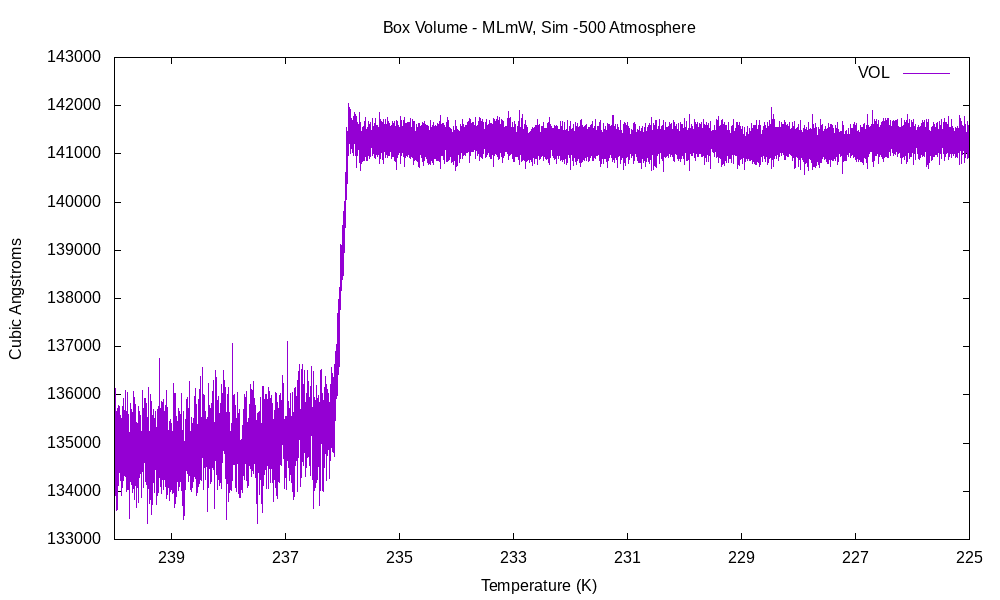 Box Volume - MLmW, Sim -500 Atmosphere
VOL
143000
142000
141000
140000
139000
138000
137000
136000
135000
134000
133000
Cubic Angstroms
239 237 235 233 231 229 227 225
Temperature (K)